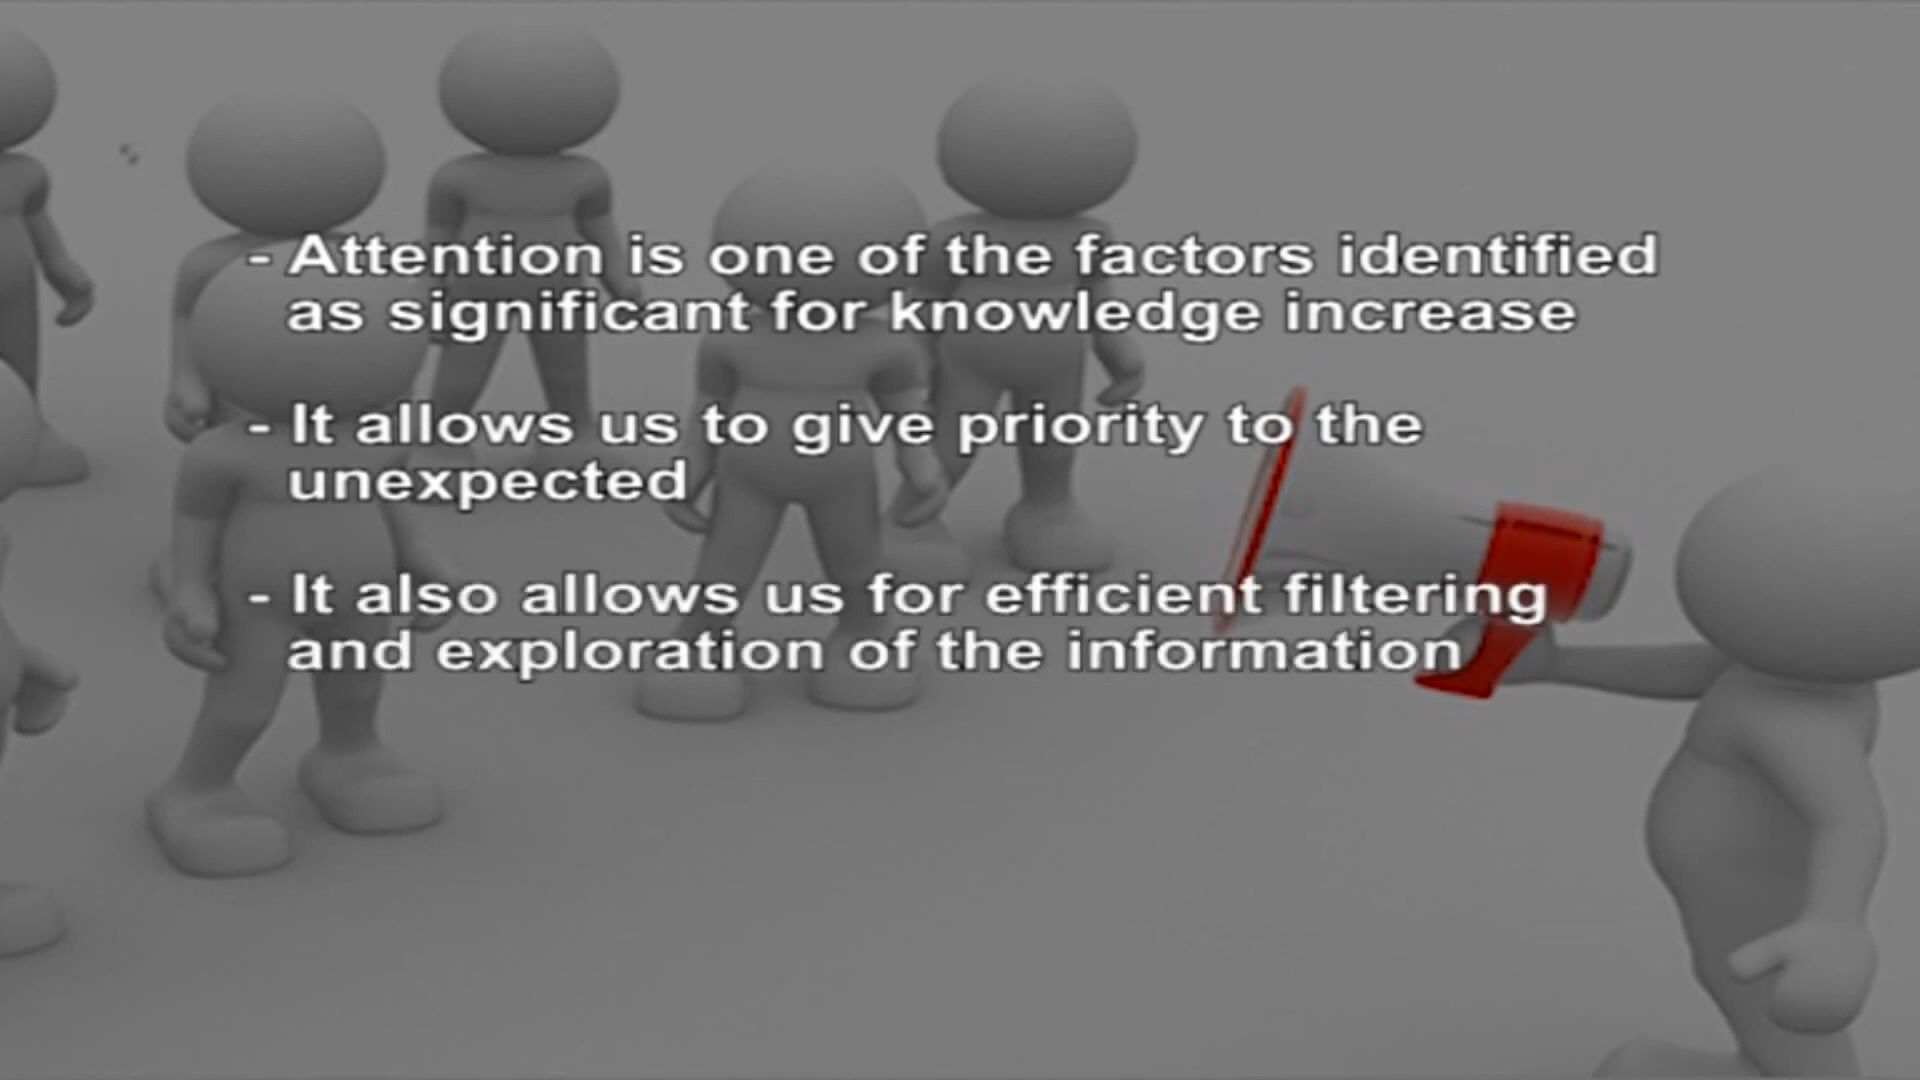 - Attention is one of the factors identified
as significant for knowledge increase
- It allows us to give priority to the
unexpected
- It also allows us for efficient filtering
and exploration of the information